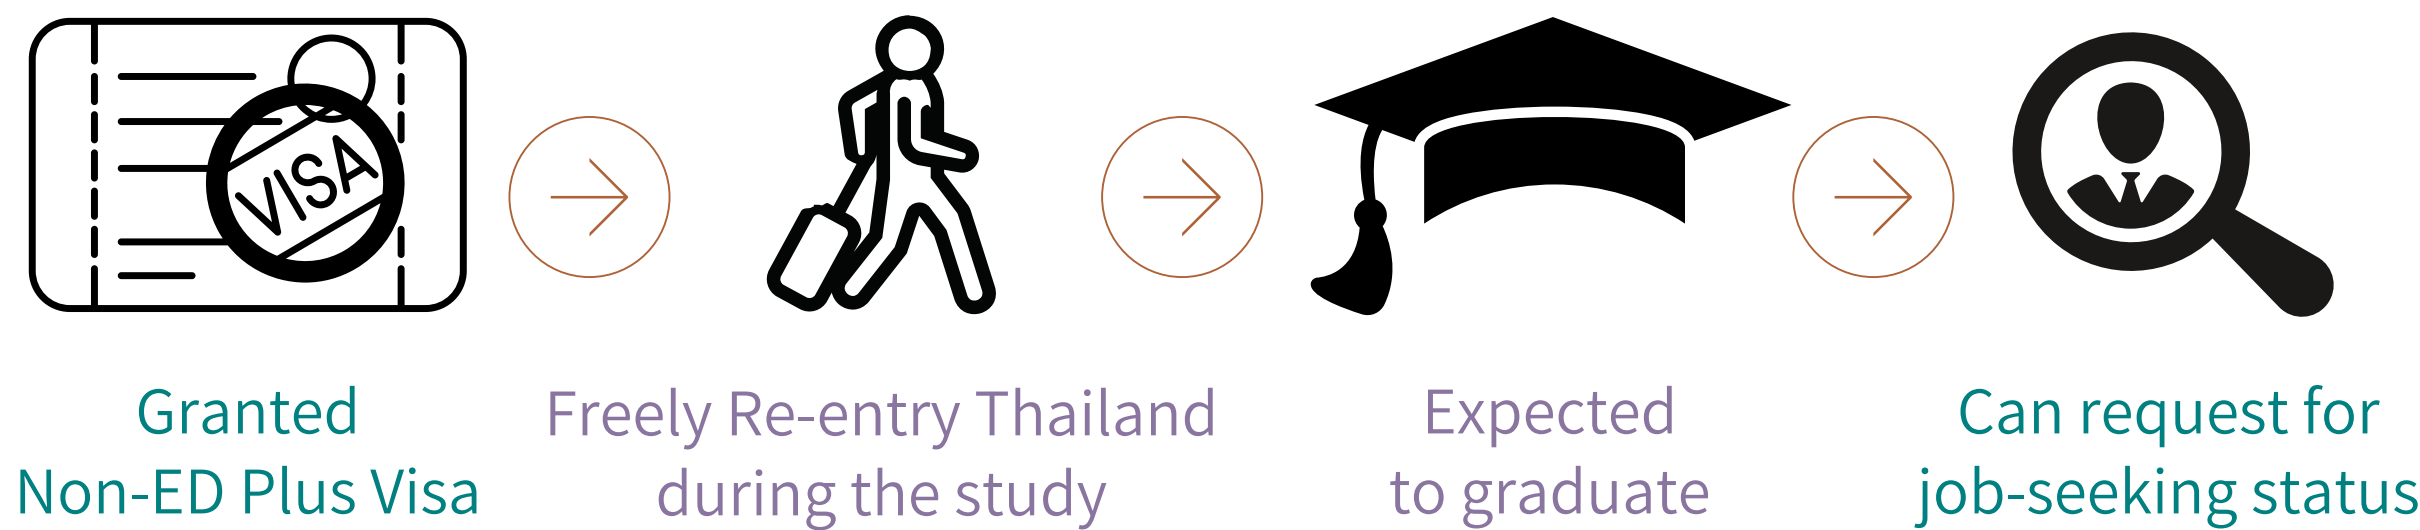 VISA
Granted
Non-ED Plus Visa
Freely Re-entry Thailand
during the study
Expected
to graduate
Can request for
job-seeking status